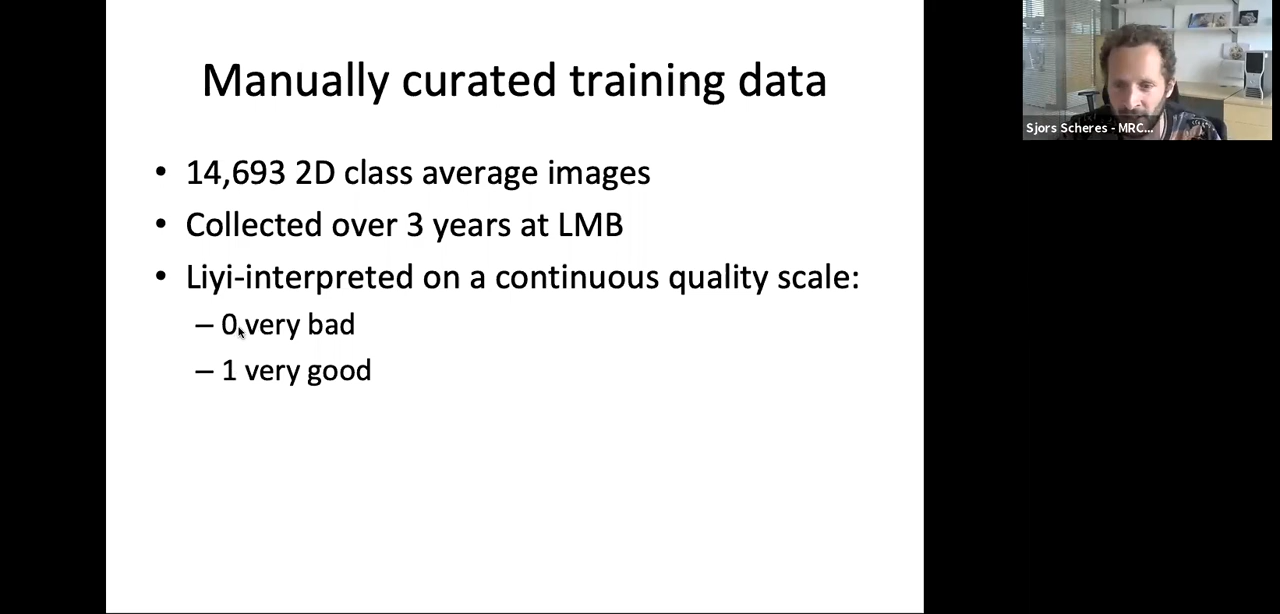 Manually curated training data
• 14,693 2D class average images
• Collected over 3 years at LMB
• Liyi-interpreted on a continuous quality scale:
– 0 very bad
– 1 very good
Sjors Scheres - MRC...